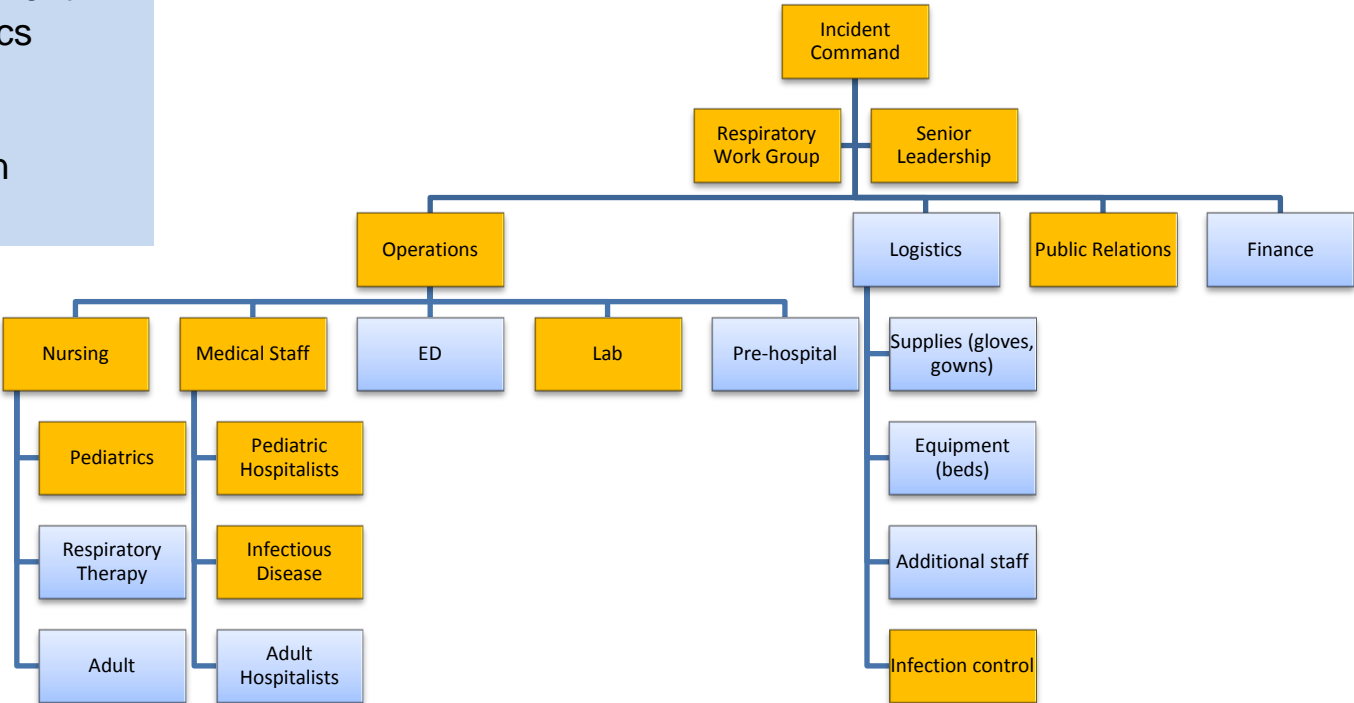 Incident
Command
Respiratory
Work Group
Senior
Leadership
Operations
Logistics
Public Relations
Finance
Nursing
Medical Staff
ED
Lab
Pre-hospital
Supplies (gloves,
gowns)
Pediatrics
Pediatric
Hospitalists
Equipment
(beds)
Respiratory
Therapy
Infectious
Disease
Additional staff
Adult
Adult
Hospitalists
Infection control